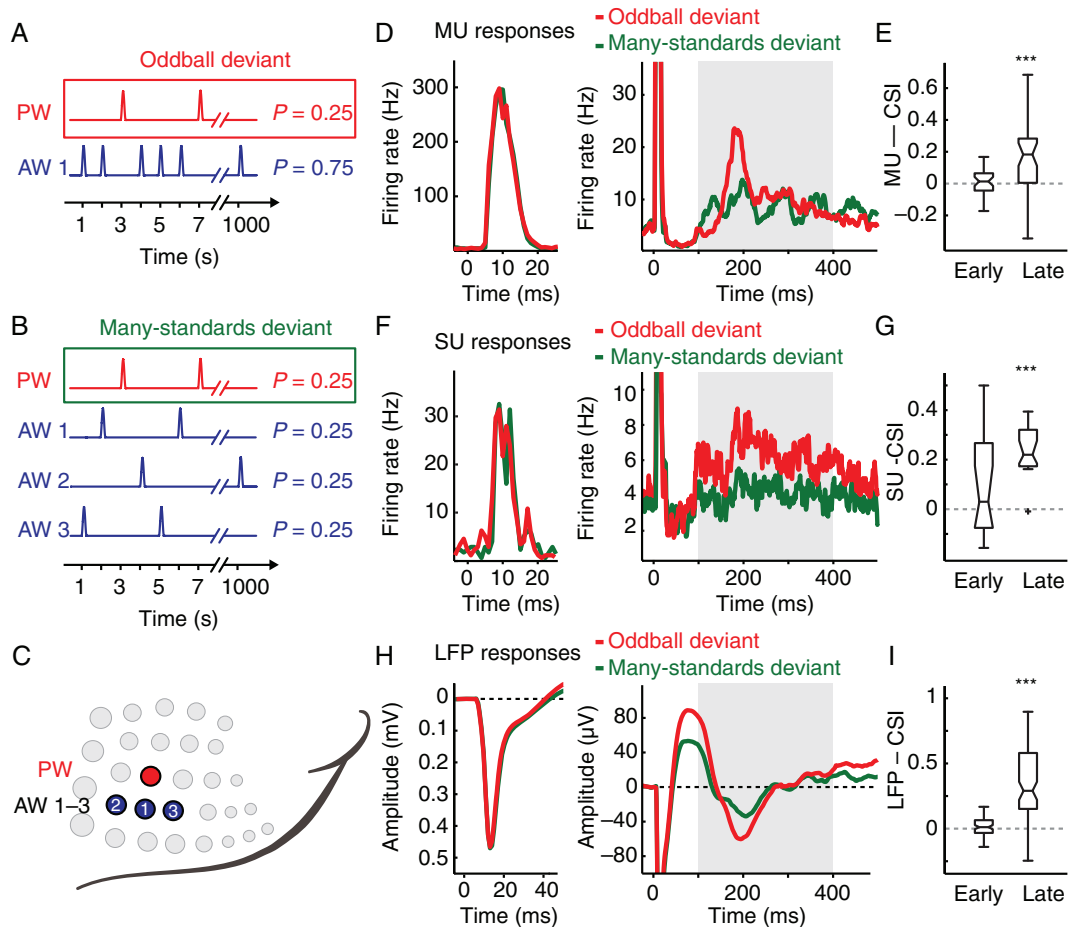 A
Oddball deviant
PW
P = 0.25
AW 1
P = 0.75
1 3 5 7 1000
Time (s)
B
Many-standards deviant
PW
P = 0.25
AW 1
P = 0.25
AW 2
P = 0.25
AW 3
P = 0.25
1 3 5 7 1000
Time (s)
C
PW
AW 1–3
2 1 3
D
MU responses
Oddball deviant
Many-standards deviant
Firing rate (Hz)
300
200
100
0 10 20
Time (ms)
Firing rate (Hz)
30
20
10
0 200 400
Time (ms)
E
MU — CSI
***
0.6
0.4
0.2
0
–0.2
Early Late
F
SU responses
Oddball deviant
Many-standards deviant
Firing rate (Hz)
30
20
10
0 10 20
Time (ms)
Firing rate (Hz)
10
8
6
4
2
0 200 400
Time (ms)
G
SU -CSI
***
0.4
0.2
0
Early Late
H
LFP responses
Oddball deviant
Many-standards deviant
Amplitude (mV)
0
0.1
0.2
0.3
0.4
0.5
0 20 40
Time (ms)
Amplitude (µV)
80
40
0
–40
–80
0 200 400
Time (ms)
I
LFP – CSI
***
1
0.5
0
Early Late